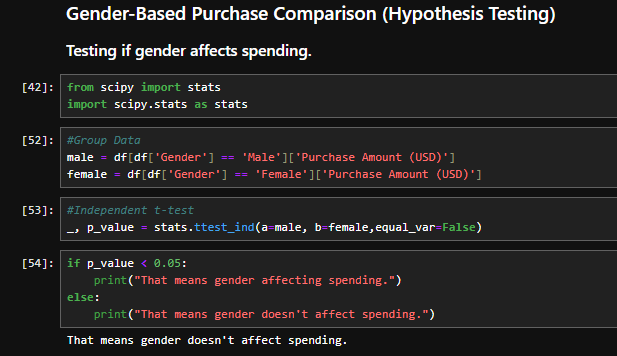 Gender-Based Purchase Comparison (Hypothesis Testing)
Testing if gender affects spending.
[42]: from scipy import stats
import scipy.stats as stats
[52]: #Group Data
male = df[df['Gender'] == 'Male']['Purchase Amount (USD)']
female = df[df['Gender'] == 'Female']['Purchase Amount (USD)']
[53]: #Independent t-test
_, p_value = stats.ttest_ind(a=male, b=female,equal_var=False)
[54]: if p_value < 0.05:
    print("That means gender affecting spending.")
else:
    print("That means gender doesn't affect spending.")
That means gender doesn't affect spending.